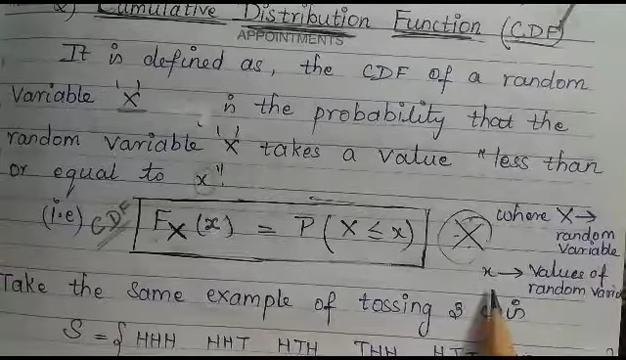 Cumulative Distribution Function (CDF)
APPOINTMENTS
It is defined as, the CDF of a random
variable 'X' is the probability that the
random variable 'X' takes a value "less than
or equal to x".
(i.e) CDF F_X (x) = P(X ≤ x) X where X →
random
variable
x → values of
random
Take the same example of tossing 3
S = { HHH HHT HTH THH